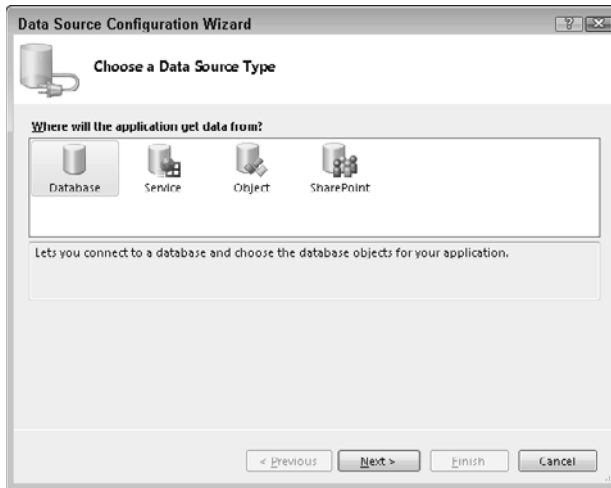 Data Source Configuration Wizard
Choose a Data Source Type
Where will the application get data from?
Database Service Object SharePoint
Lets you connect to a database and choose the database objects for your application.
< Previous Next > Finish Cancel